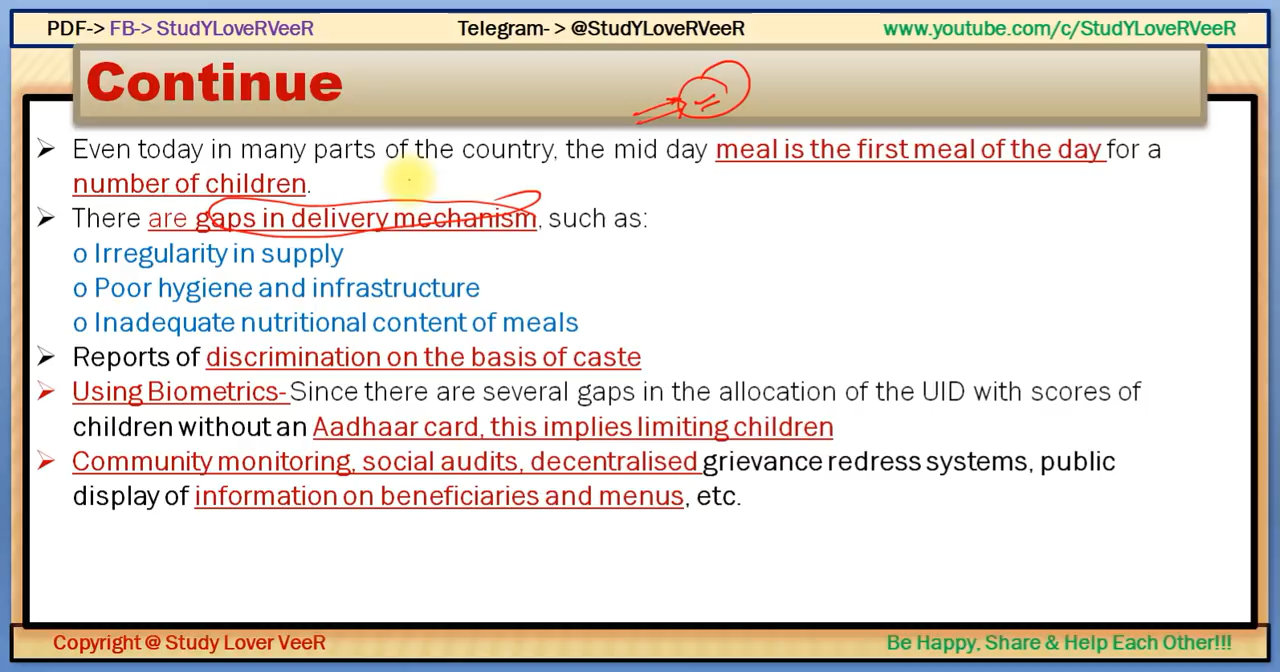 PDF-> FB-> StudYLoveRVeeR Telegram- > @StudYLoveRVeeR www.youtube.com/c/StudYLoveRVeeR
Continue
➢ Even today in many parts of the country, the mid day meal is the first meal of the day for a
number of children.
➢ There are gaps in delivery mechanism, such as:
o Irregularity in supply
o Poor hygiene and infrastructure
o Inadequate nutritional content of meals
➢ Reports of discrimination on the basis of caste
➢ Using Biometrics- Since there are several gaps in the allocation of the UID with scores of
children without an Aadhaar card, this implies limiting children
➢ Community monitoring, social audits, decentralised grievance redress systems, public
display of information on beneficiaries and menus, etc.
Copyright @ Study Lover VeeR Be Happy, Share & Help Each Other!!!